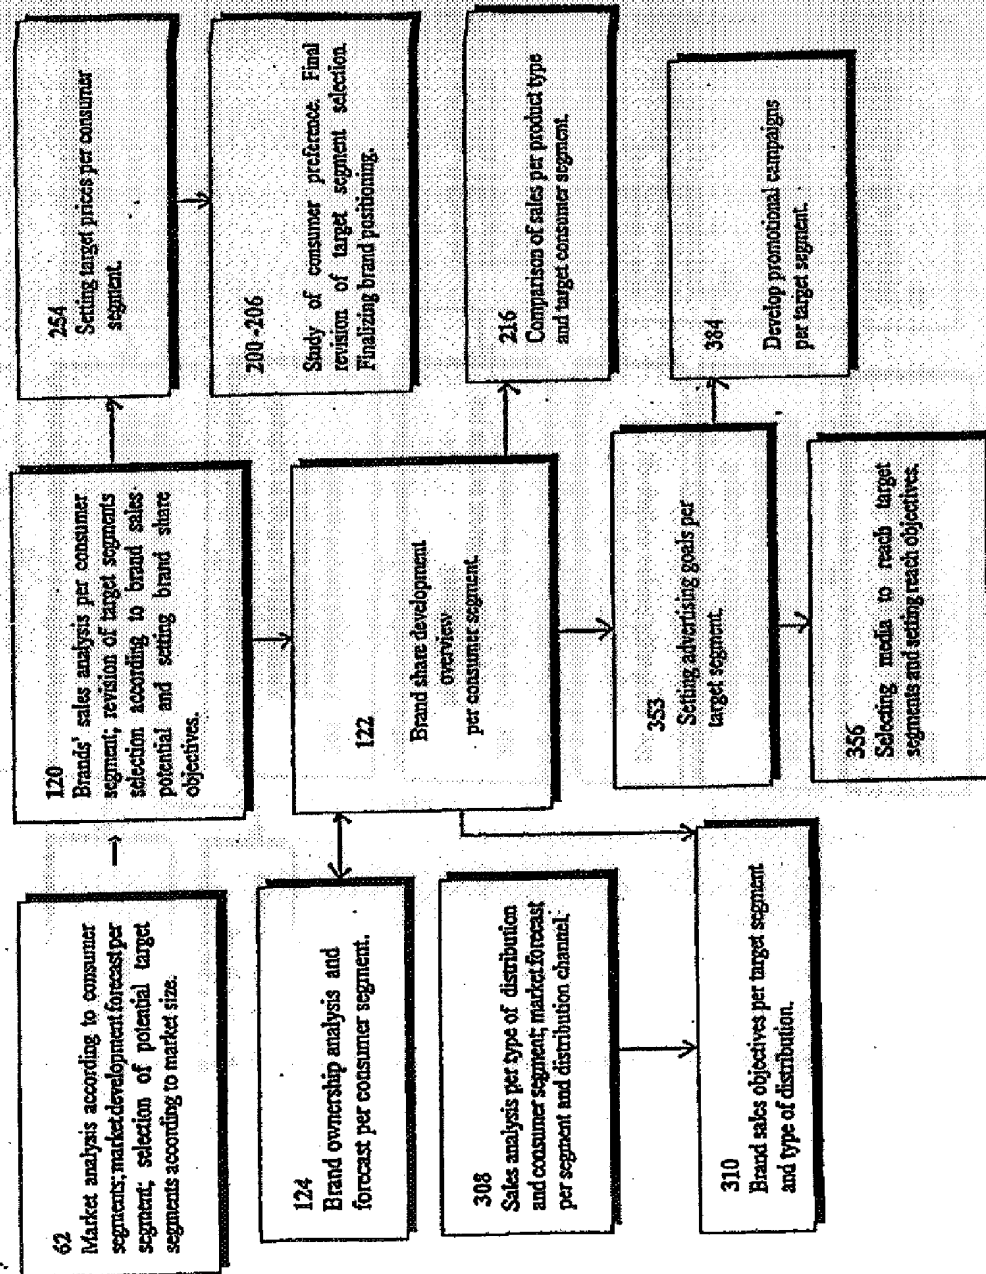 62
Market analysis according to consumer
segments; market development forecast per
segment; selection of potential target
segments according to market size.
120
Brands' sales analysis per consumer
segment; revision of target segments
selection according to brand sales
potential and setting brand share
objectives.
254
Setting target prices per consumer
segment.
200-206
Study of consumer preference. Final
revision of target segment selection.
Finalizing brand positioning.
124
Brand ownership analysis and
forecast per consumer segment.
122
Brand share development
overview
per consumer segment.
216
Comparison of sales per product type
and target consumer segment.
308
Sales analysis per type of distribution
and consumer segment; market forecast
per segment and distribution channel.
353
Setting advertising goals per
target segment.
384
Develop promotional campaigns
per target segment.
310
Brand sales objectives per target segment
and type of distribution.
356
Selecting media to reach target
segments and setting reach objectives.